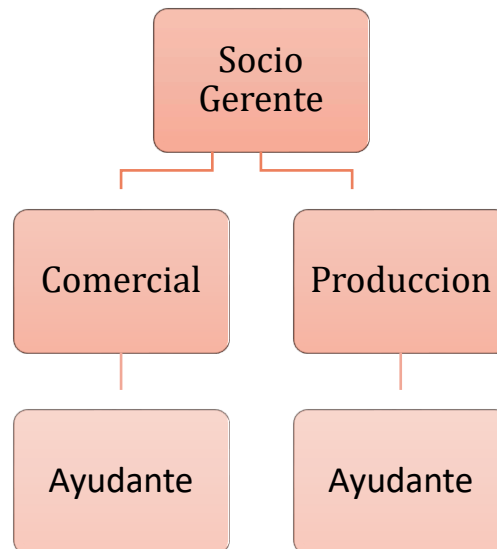 Socio
Gerente
Comercial
Produccion
Ayudante
Ayudante